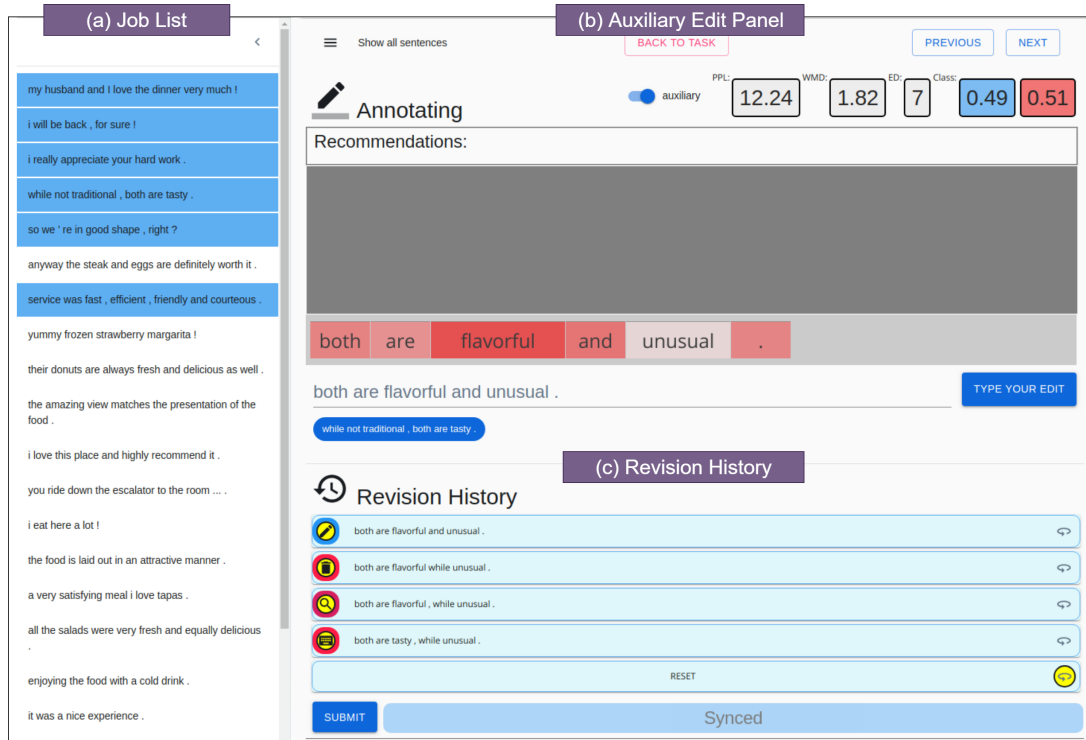 (a) Job List
my husband and I love the dinner very much !
i will be back , for sure !
i really appreciate your hard work .
while not traditional , both are tasty .
so we ' re in good shape , right ?
anyway the steak and eggs are definitely worth it .
service was fast , efficient , friendly and courteous .
yummy frozen strawberry margarita !
their donuts are always fresh and delicious as well .
the amazing view matches the presentation of the
food .
i love this place and highly recommend it .
you ride down the escalator to the room ... .
i eat here a lot !
the food is laid out in an attractive manner .
a very satisfying meal i love tapas .
all the salads were very fresh and equally delicious
.
enjoying the food with a cold drink .
it was a nice experience .
(b) Auxiliary Edit Panel
Show all sentences
BACK TO TASK
PREVIOUS
NEXT
Annotating
auxiliary
PPL: 12.24
WMD: 1.82
ED: 7
Class: 0.49 0.51
Recommendations:
both are flavorful and unusual .
both are flavorful and unusual .
TYPE YOUR EDIT
while not traditional , both are tasty .
(c) Revision History
Revision History
both are flavorful and unusual .
both are flavorful while unusual .
both are flavorful , while unusual .
both are tasty , while unusual .
RESET
SUBMIT
Synced